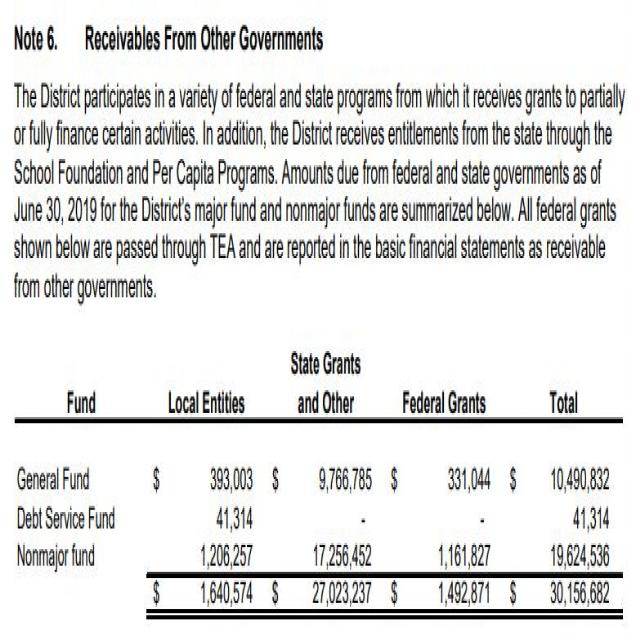 Note 6. Receivables From Other Governments
The District participates in a variety of federal and state programs from which it receives grants to partially
or fully finance certain activities. In addition, the District receives entitlements from the state through the
School Foundation and Per Capita Programs. Amounts due from federal and state governments as of
June 30, 2019 for the District's major fund and nonmajor funds are summarized below. All federal grants
shown below are passed through TEA and are reported in the basic financial statements as receivable
from other governments.
State Grants
Fund Local Entities and Other Federal Grants Total
General Fund $ 393,003 $ 9,766,785 $ 331,044 $ 10,490,832
Debt Service Fund 41,314 - - 41,314
Nonmajor fund 1,206,257 17,256,452 1,161,827 19,624,536
$ 1,640,574 $ 27,023,237 $ 1,492,871 $ 30,156,682